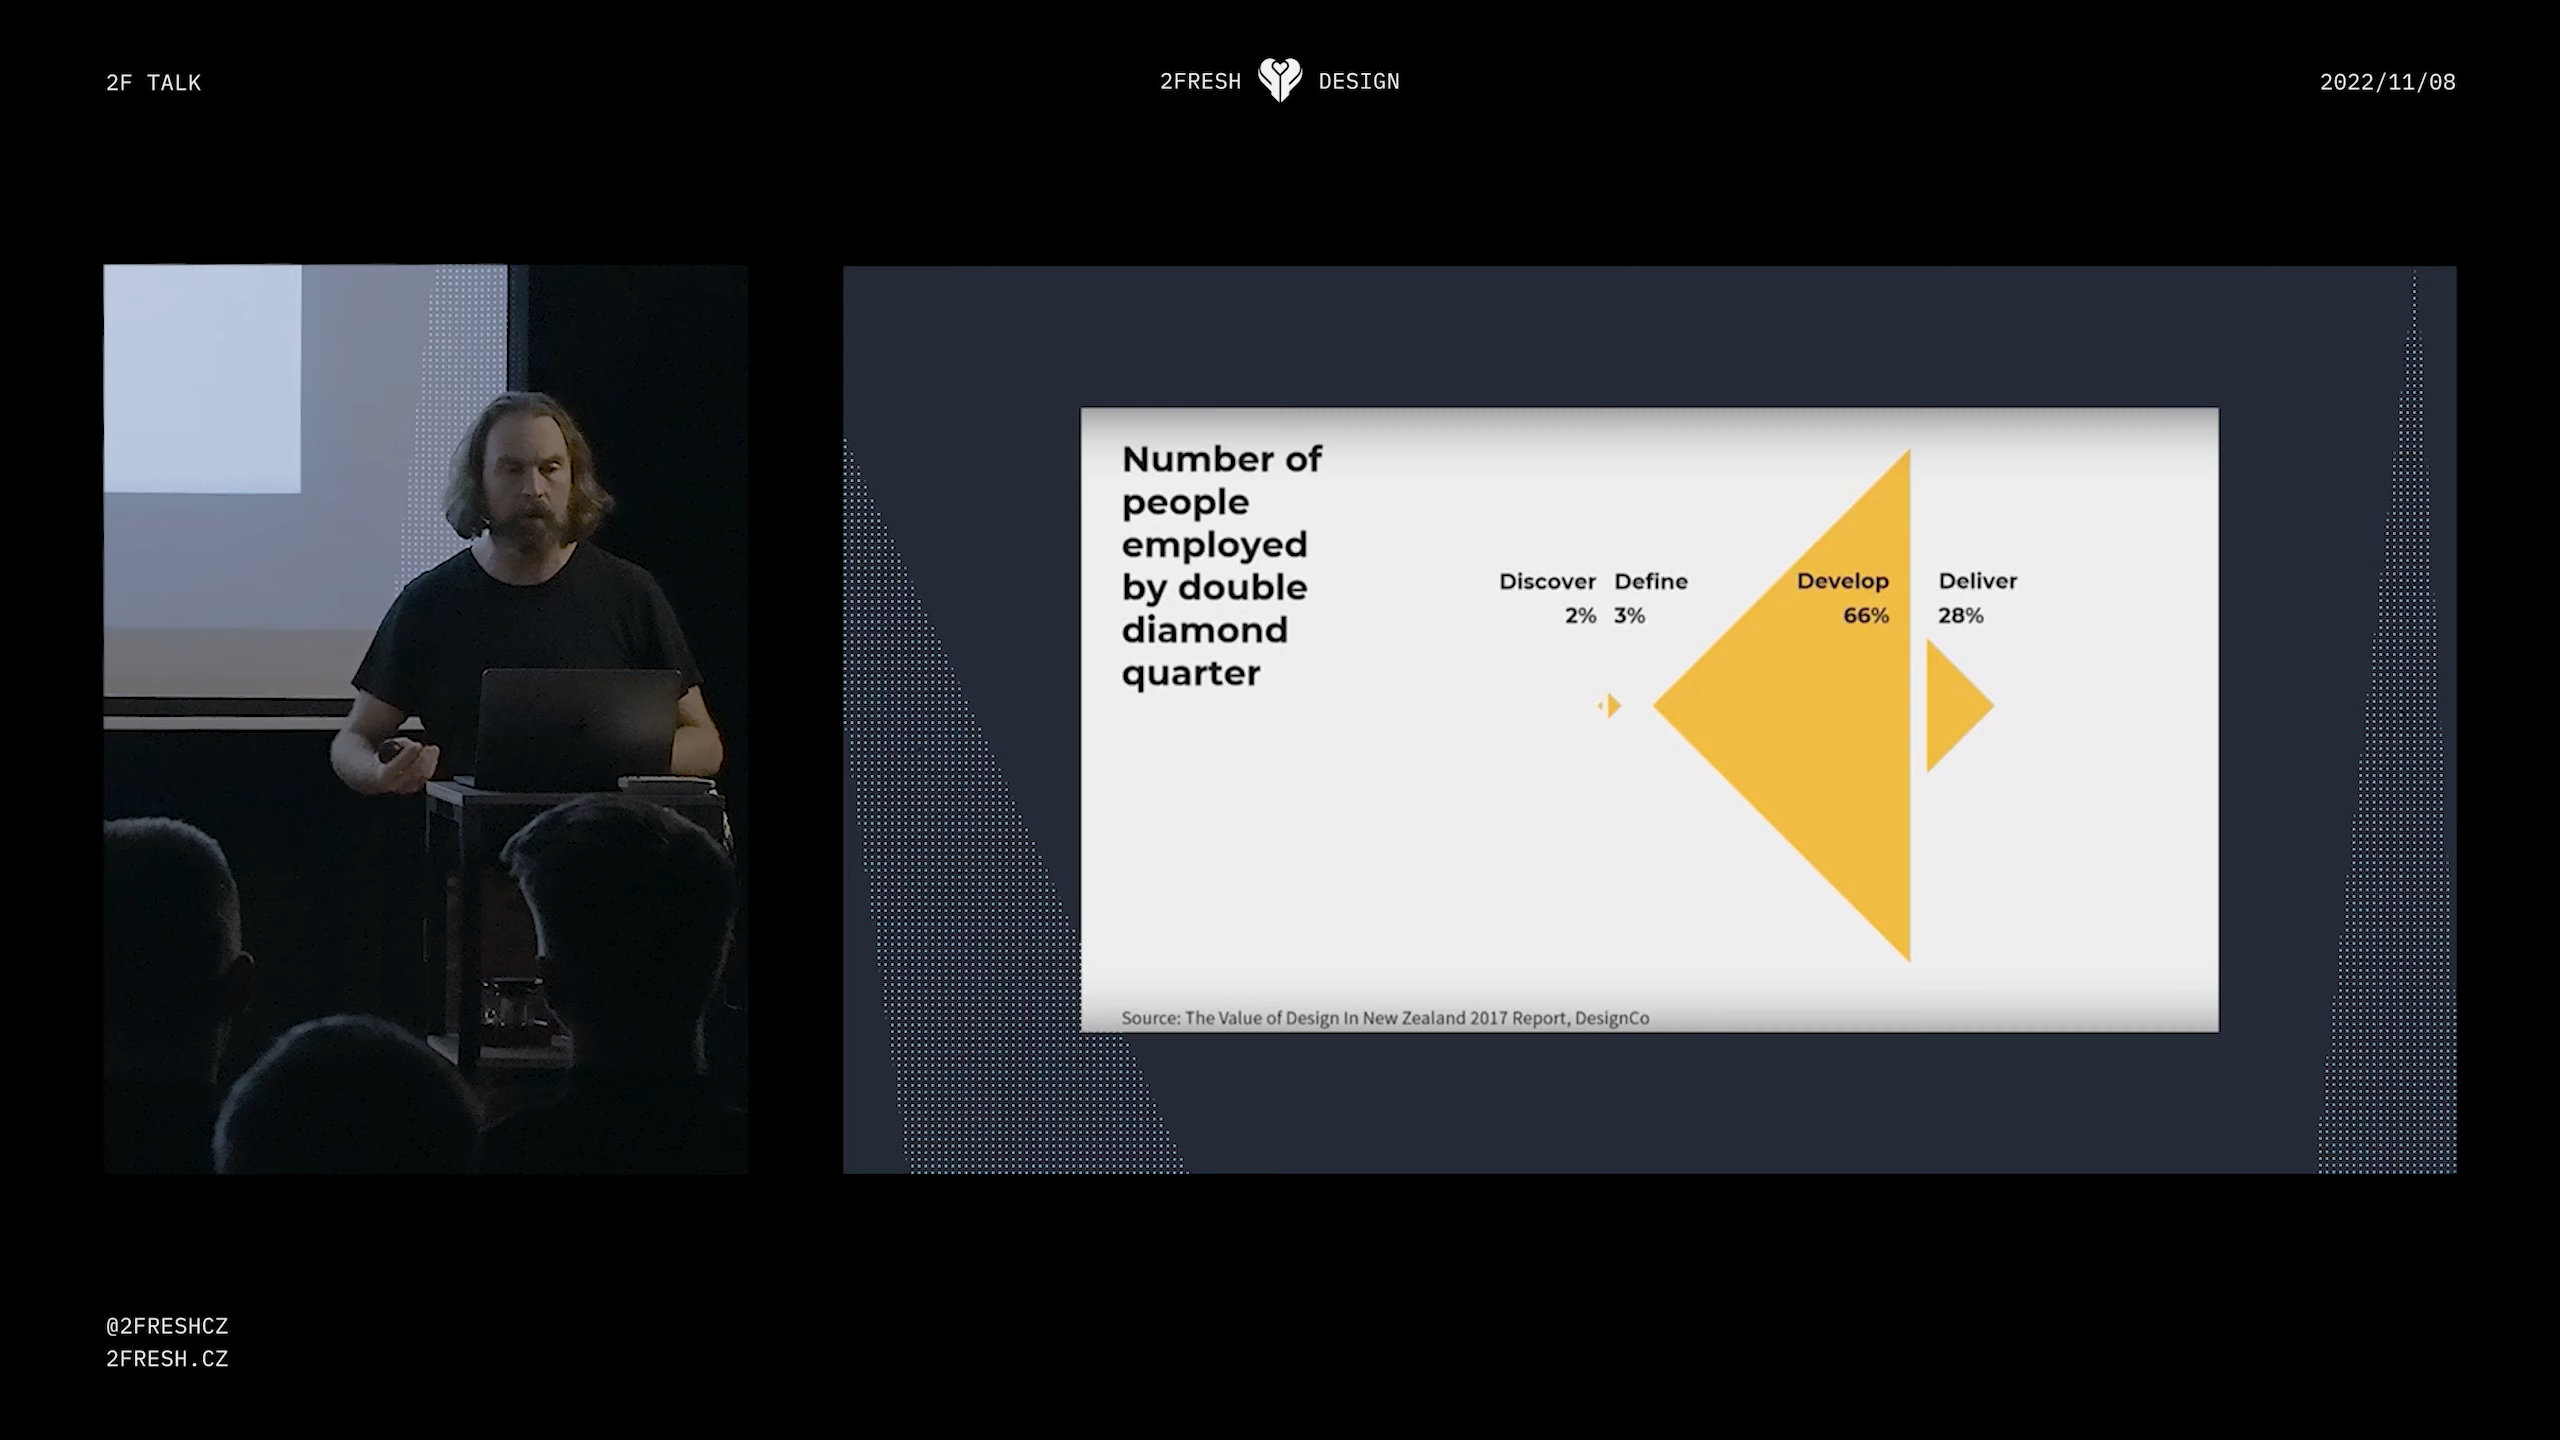 2F TALK
2FRESH DESIGN
2022/11/08
Number of
people
employed
by double
diamond
quarter
Discover
2%
Define
3%
Develop
66%
Deliver
28%
Source: The Value of Design In New Zealand 2017 Report, DesignCo
@2FRESHCZ
2FRESH.CZ